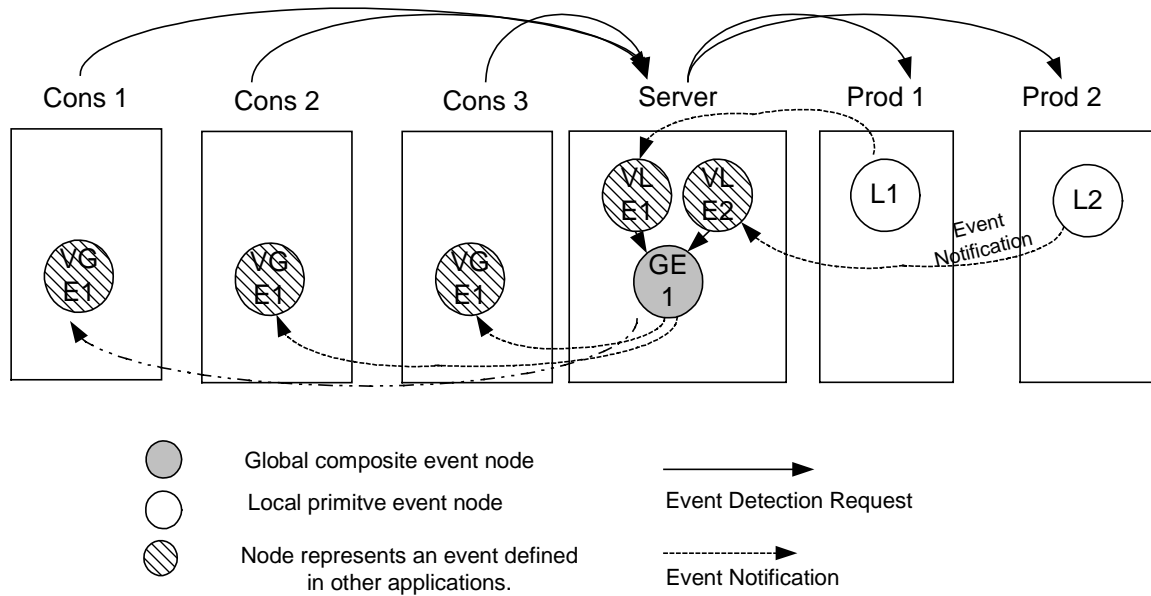 Cons 1
Cons 2
Cons 3
Server
Prod 1
Prod 2
VL
E1
VL
E2
L1
L2
Event
Notification
VG
E1
VG
E1
VG
E1
GE
1
Global composite event node
Local primitve event node
Node represents an event defined
in other applications.
Event Detection Request
Event Notification